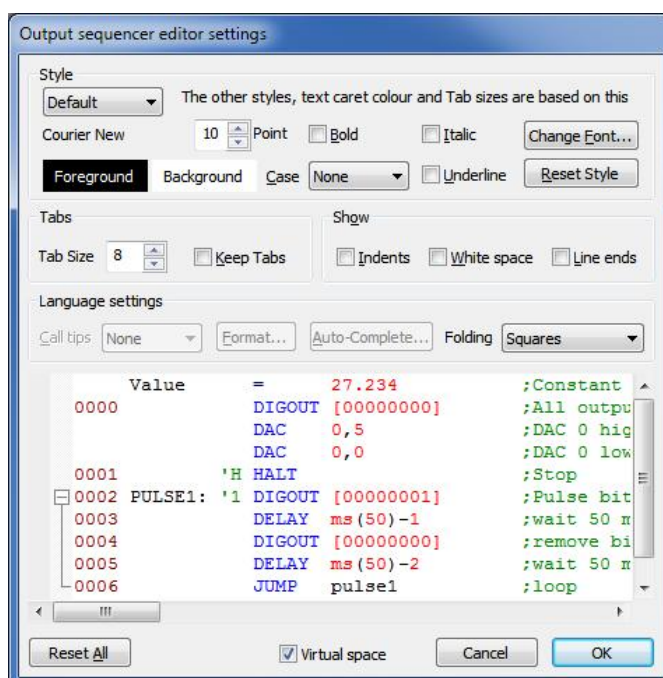 Output sequencer editor settings
Style
Default The other styles, text caret colour and Tab sizes are based on this
Courier New 10 Point Bold Italic Change Font...
Foreground Background Case None Underline Reset Style
Tabs Show
Tab Size 8 Keep Tabs Indents White space Line ends
Language settings
Call tips None Format... Auto-Complete... Folding Squares
Value = 27.234 ;Constant
0000 DIGOUT [00000000] ;All outpu
DAC 0,5 ;DAC 0 hig
DAC 0,0 ;DAC 0 low
0001 'H HALT ;Stop
0002 PULSE1: '1 DIGOUT [00000001] ;Pulse bit
0003 DELAY ms(50)-1 ;wait 50 m
0004 DIGOUT [00000000] ;remove bi
0005 DELAY ms(50)-2 ;wait 50 m
0006 JUMP pulse1 ;loop
Reset All Virtual space Cancel OK